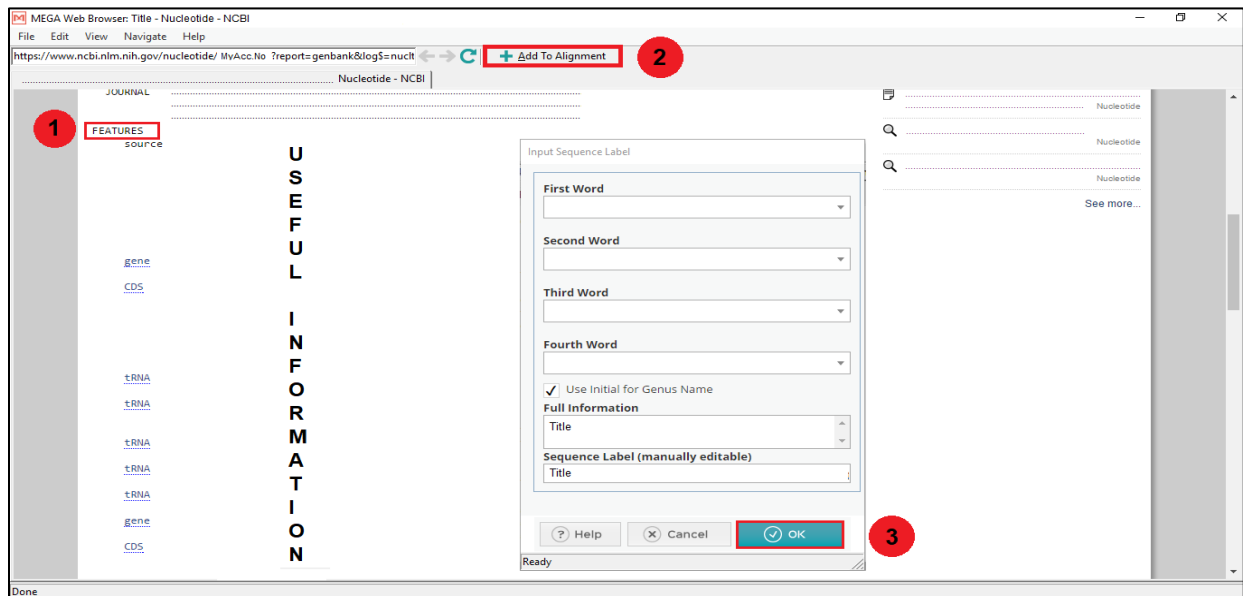 MEGA Web Browser: Title - Nucleotide - NCBI
File Edit View Navigate Help
https://www.ncbi.nlm.nih.gov/nucleotide/ MyAcc.No ?report=genbank&log$=nuclt
Add To Alignment
2
Nucleotide - NCBI
JOURNAL
Nucleotide
1
FEATURES
source
Nucleotide
Nucleotide
See more...
gene
CDS
tRNA
tRNA
tRNA
tRNA
tRNA
gene
CDS
U
S
E
F
U
L
I
N
F
O
R
M
A
T
I
O
N
Input Sequence Label
First Word
Second Word
Third Word
Fourth Word
Use Initial for Genus Name
Full Information
Title
Sequence Label (manually editable)
Title
? Help Cancel OK
3
Ready
Done